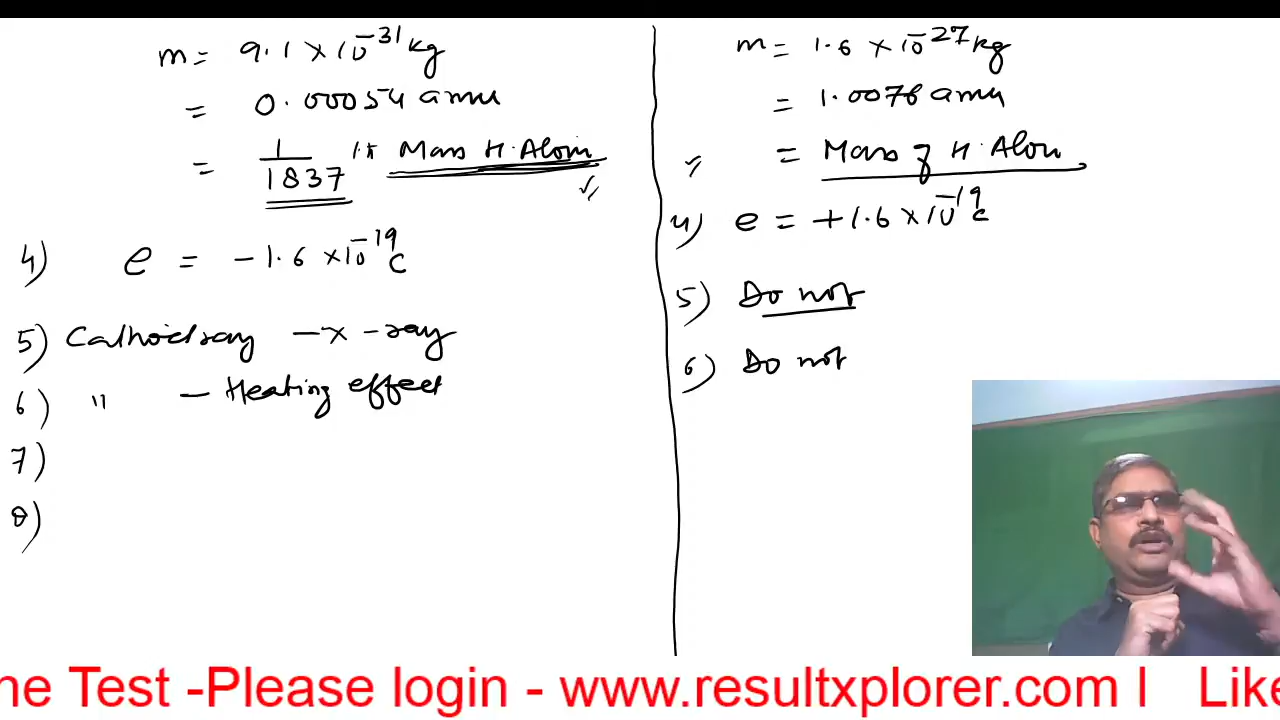 m = 9.1 × 10⁻³¹ kg
= 0.00054 amu
= 1/1837 Mass H. Atom
4) e = -1.6 × 10⁻¹⁹ C
5) Cathode ray - X - ray
6) " - Heating effect
7)
8)
m = 1.6 × 10⁻²⁷ kg
= 1.0076 amu
= Mass of H. Atom
4) e = +1.6 × 10⁻¹⁹ C
5) Do not
6) Do not
ne Test -Please login - www.resultxplorer.com l Like